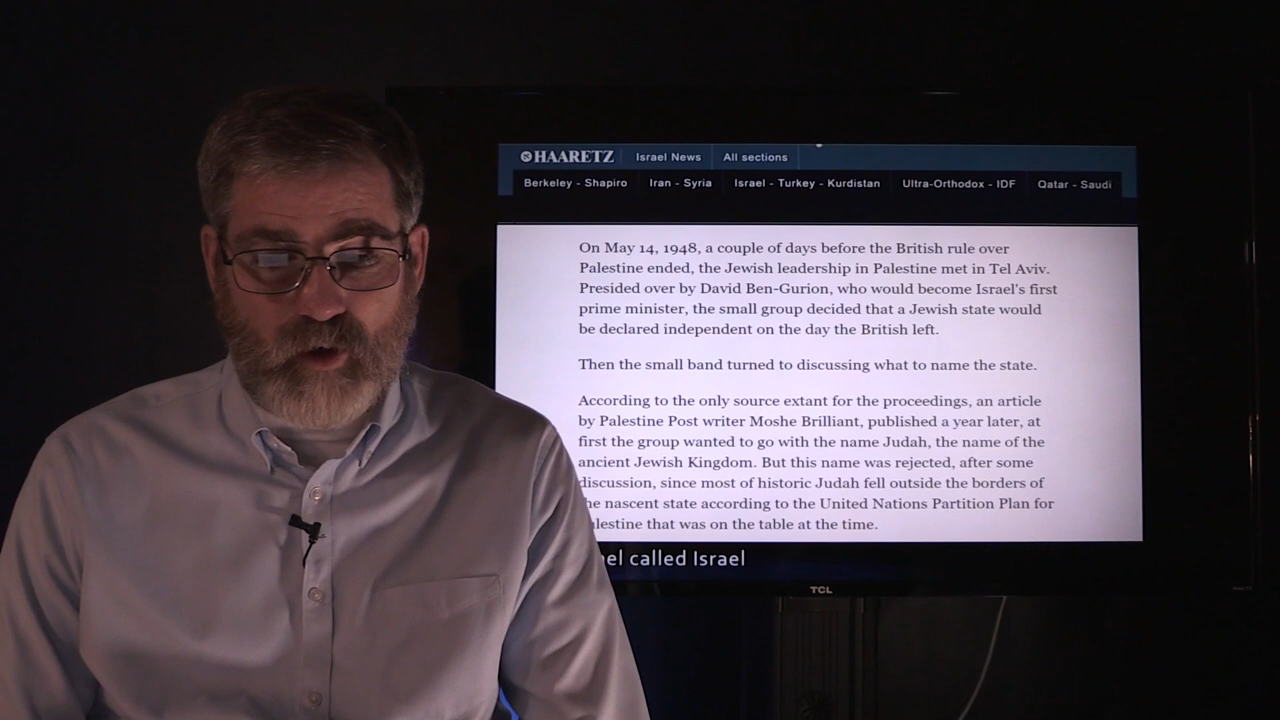 HAARETZ Israel News All sections
Berkeley - Shapiro Iran - Syria Israel - Turkey - Kurdistan Ultra-Orthodox - IDF Qatar - Saudi
On May 14, 1948, a couple of days before the British rule over
Palestine ended, the Jewish leadership in Palestine met in Tel Aviv.
Presided over by David Ben-Gurion, who would become Israel's first
prime minister, the small group decided that a Jewish state would
be declared independent on the day the British left.
Then the small band turned to discussing what to name the state.
According to the only source extant for the proceedings, an article
by Palestine Post writer Moshe Brilliant, published a year later, at
first the group wanted to go with the name Judah, the name of the
ancient Jewish Kingdom. But this name was rejected, after some
discussion, since most of historic Judah fell outside the borders of
he nascent state according to the United Nations Partition Plan for
alestine that was on the table at the time.
el called Israel
TCL